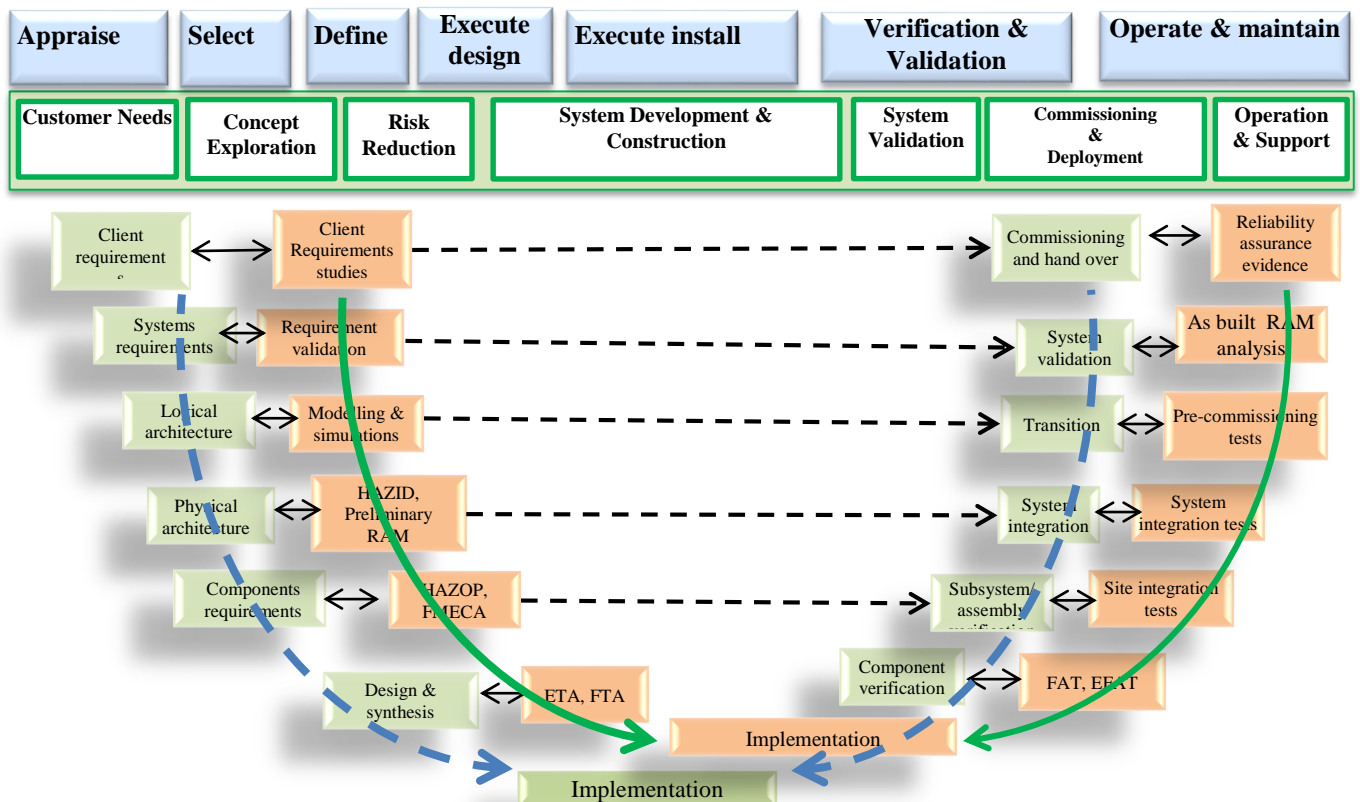 Appraise
Select
Define
Execute
design
Execute install
Verification &
Validation
Operate & maintain
Customer Needs
Concept
Exploration
Risk
Reduction
System Development &
Construction
System
Validation
Commissioning
&
Deployment
Operation
& Support
Client
requirement
Client
Requirements
studies
Commissioning
and hand over
Reliability
assurance
evidence
Systems
requirements
Requirement
validation
System
validation
As built RAM
analysis
Logical
architecture
Modelling &
simulations
Transition
Pre-commissioning
tests
Physical
architecture
HAZID,
Preliminary
RAM
System
integration
System
integration tests
Components
requirements
HAZOP,
FMECA
Subsystem/
assembly
verification
Site integration
tests
Component
verification
FAT, EFAT
Design &
synthesis
ETA, FTA
Implementation
Implementation